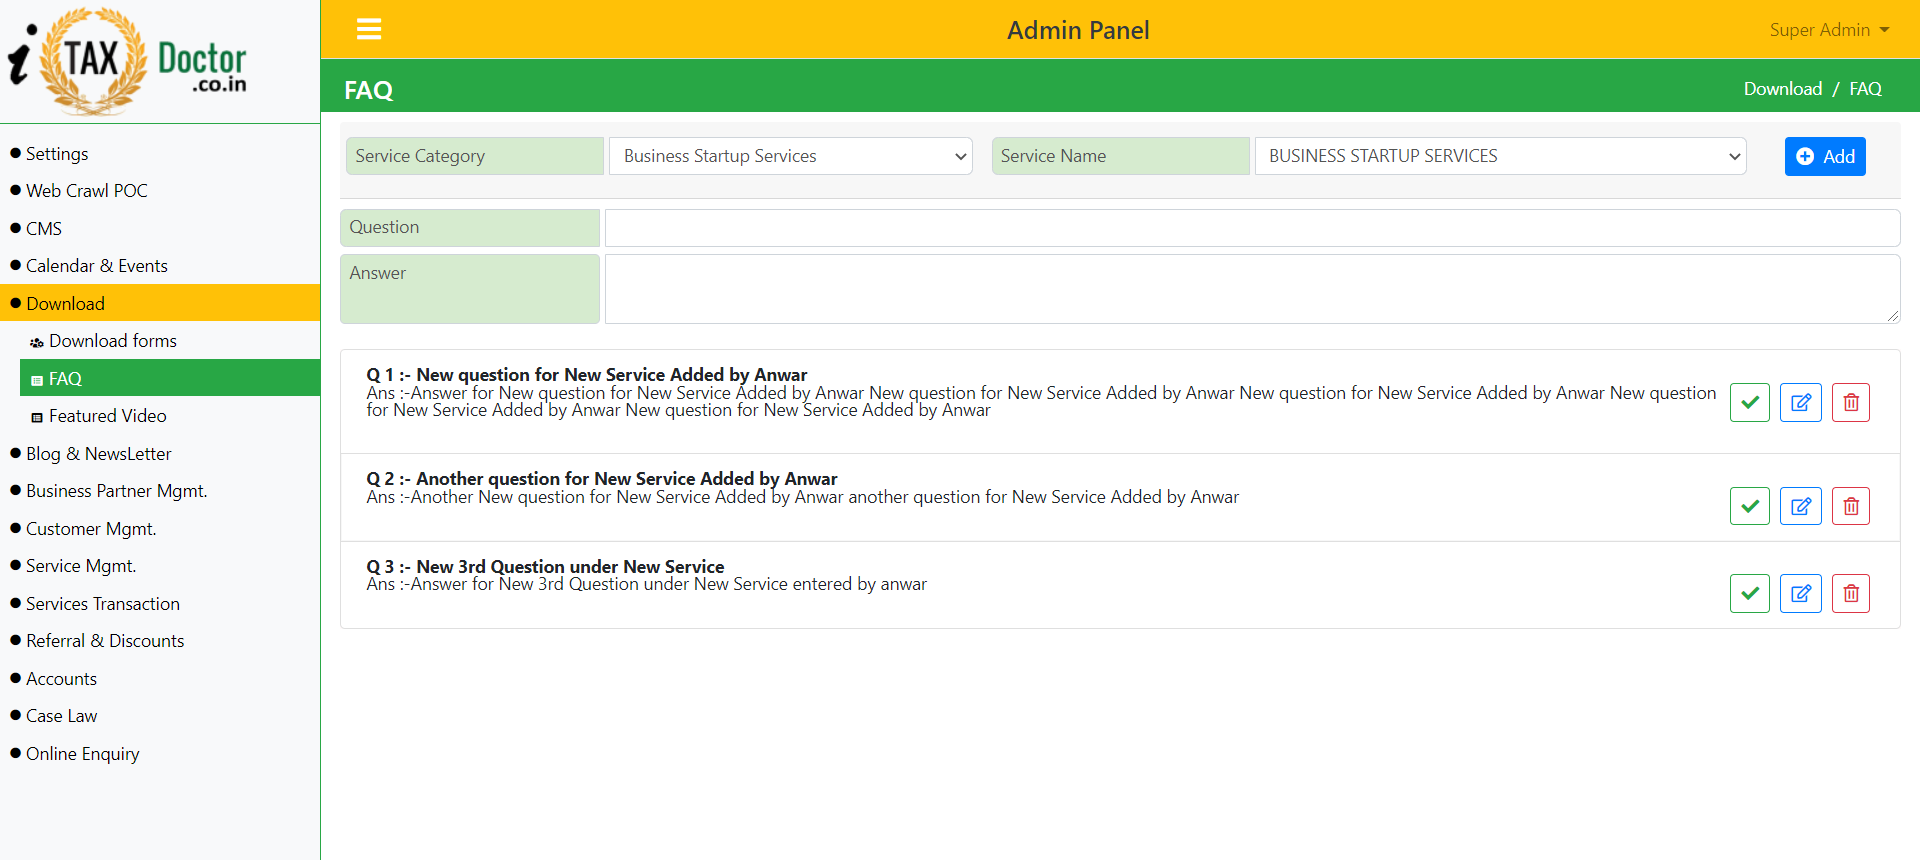 i TAX Doctor
.co.in
Admin Panel
Super Admin
FAQ
Download / FAQ
Settings
Web Crawl POC
CMS
Calendar & Events
Download
Download forms
FAQ
Featured Video
Blog & NewsLetter
Business Partner Mgmt.
Customer Mgmt.
Service Mgmt.
Services Transaction
Referral & Discounts
Accounts
Case Law
Online Enquiry
Service Category
Business Startup Services
Service Name
BUSINESS STARTUP SERVICES
Add
Question
Answer
Q 1 :- New question for New Service Added by Anwar
Ans :-Answer for New question for New Service Added by Anwar New question for New Service Added by Anwar New question for New Service Added by Anwar New question
for New Service Added by Anwar New question for New Service Added by Anwar
Q 2 :- Another question for New Service Added by Anwar
Ans :-Another New question for New Service Added by Anwar another question for New Service Added by Anwar
Q 3 :- New 3rd Question under New Service
Ans :-Answer for New 3rd Question under New Service entered by anwar